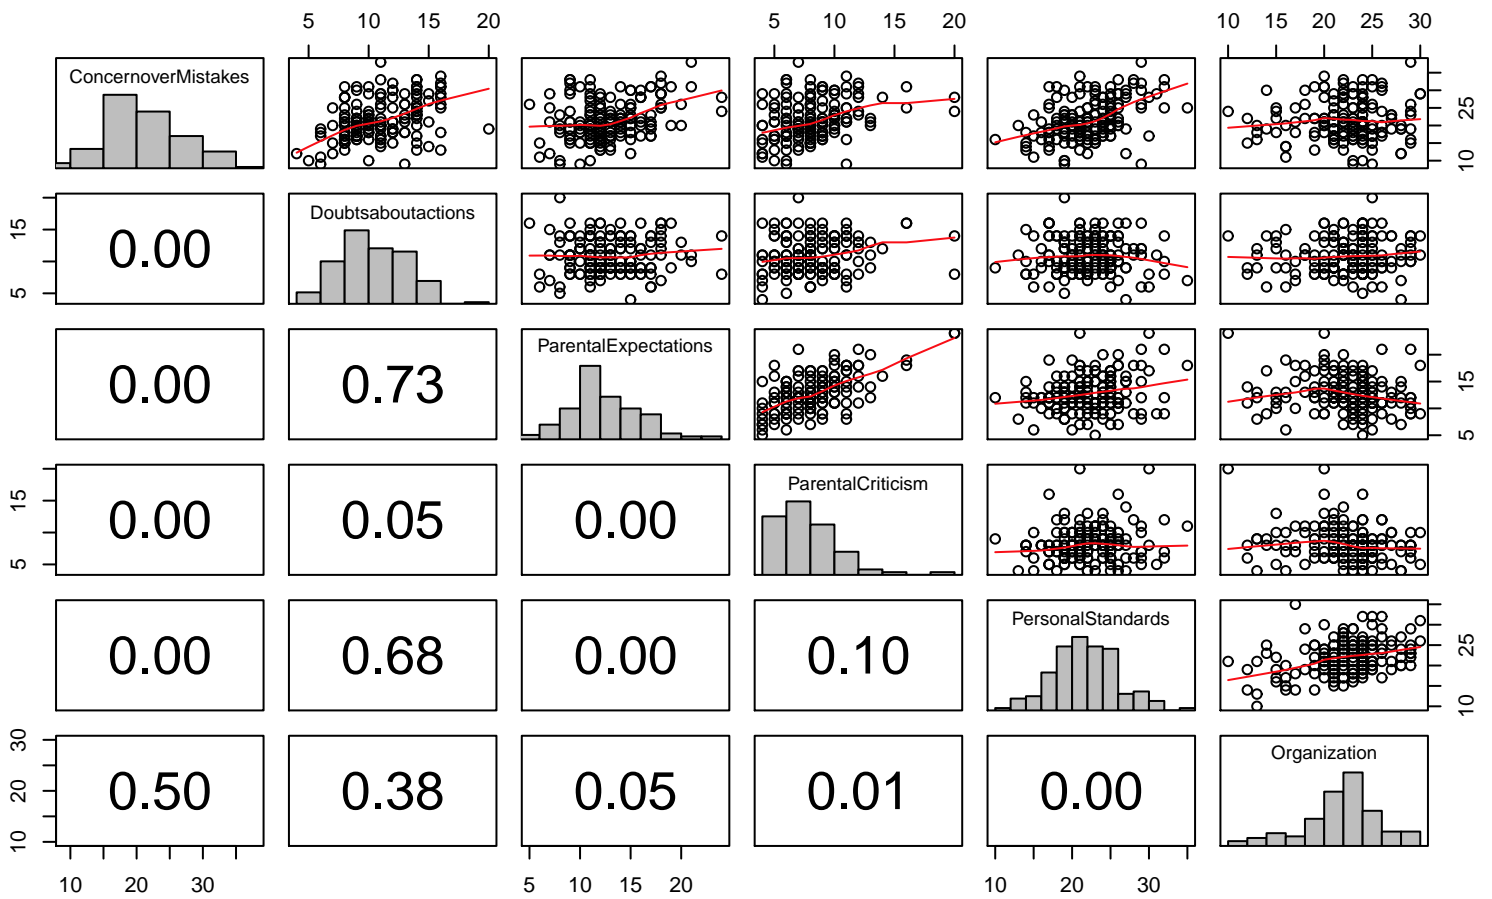 5 10 15 20 5 10 15 20 10 15 20 25 30
ConcernoverMistakes
10 25
15 5
0.00
Doubtsaboutactions
0.00 0.73
ParentalExpectations
5 15
15 5
0.00 0.05 0.00
ParentalCriticism
0.00 0.68 0.00 0.10
PersonalStandards
10 25
30 20 10
0.50 0.38 0.05 0.01 0.00
Organization
10 20 30 5 10 15 20 10 20 30